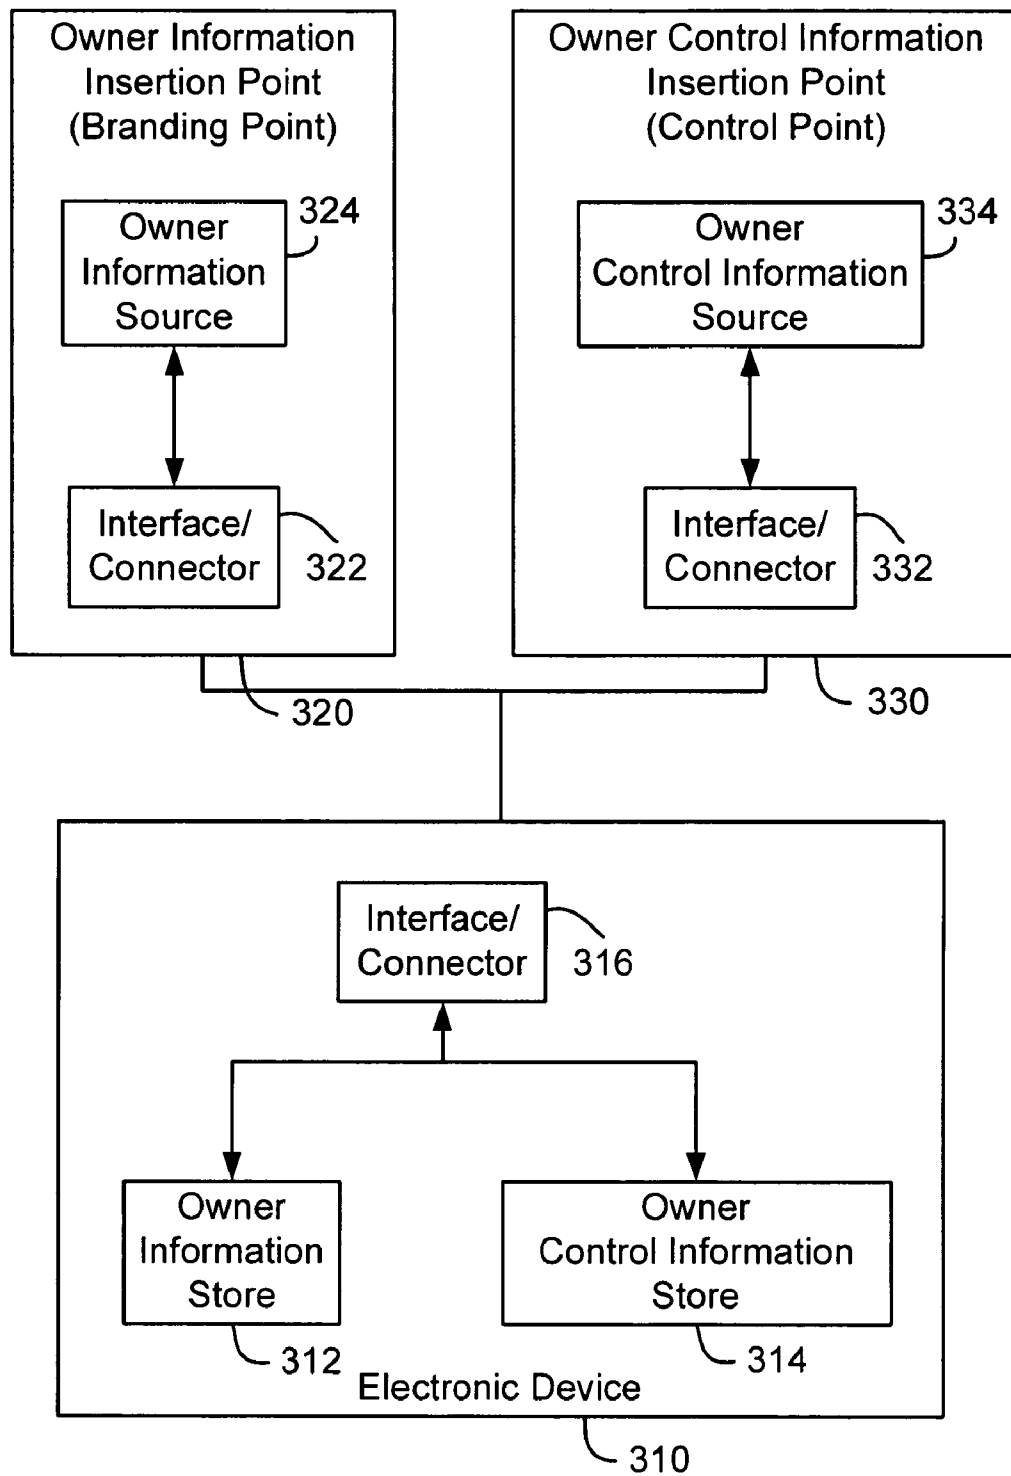 Owner Information
Insertion Point
(Branding Point)
324
Owner
Information
Source
Interface/
Connector
322
320
Owner Control Information
Insertion Point
(Control Point)
334
Owner
Control Information
Source
Interface/
Connector
332
330
Interface/
Connector
316
Owner
Information
Store
312
Owner
Control Information
Store
314
Electronic Device
310